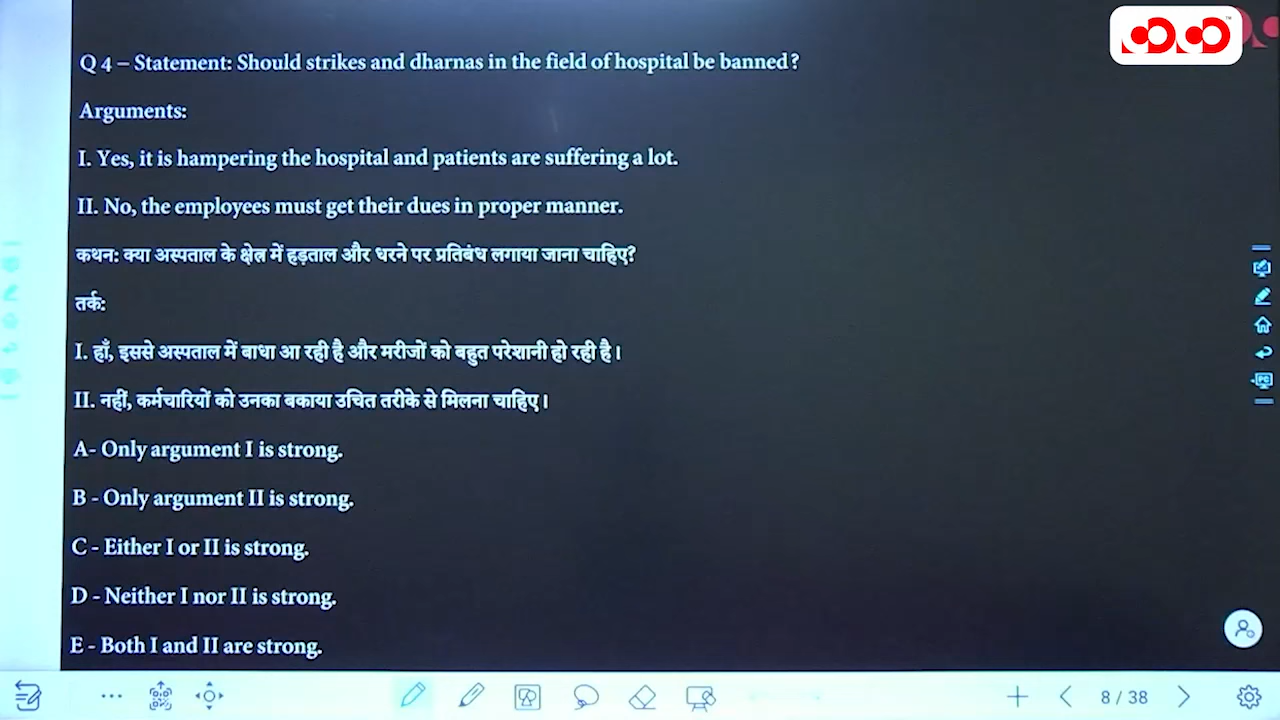 Q 4 – Statement: Should strikes and dharnas in the field of hospital be banned?
Arguments:
I. Yes, it is hampering the hospital and patients are suffering a lot.
II. No, the employees must get their dues in proper manner.
कथन: क्या अस्पताल के क्षेत्र में हड़ताल और धरने पर प्रतिबंध लगाया जाना चाहिए?
तर्क:
I. हाँ, इससे अस्पताल में बाधा आ रही है और मरीजों को बहुत परेशानी हो रही है।
II. नहीं, कर्मचारियों को उनका बकाया उचित तरीके से मिलना चाहिए।
A- Only argument I is strong.
B - Only argument II is strong.
C - Either I or II is strong.
D - Neither I nor II is strong.
E - Both I and II are strong.
PC
8 / 38